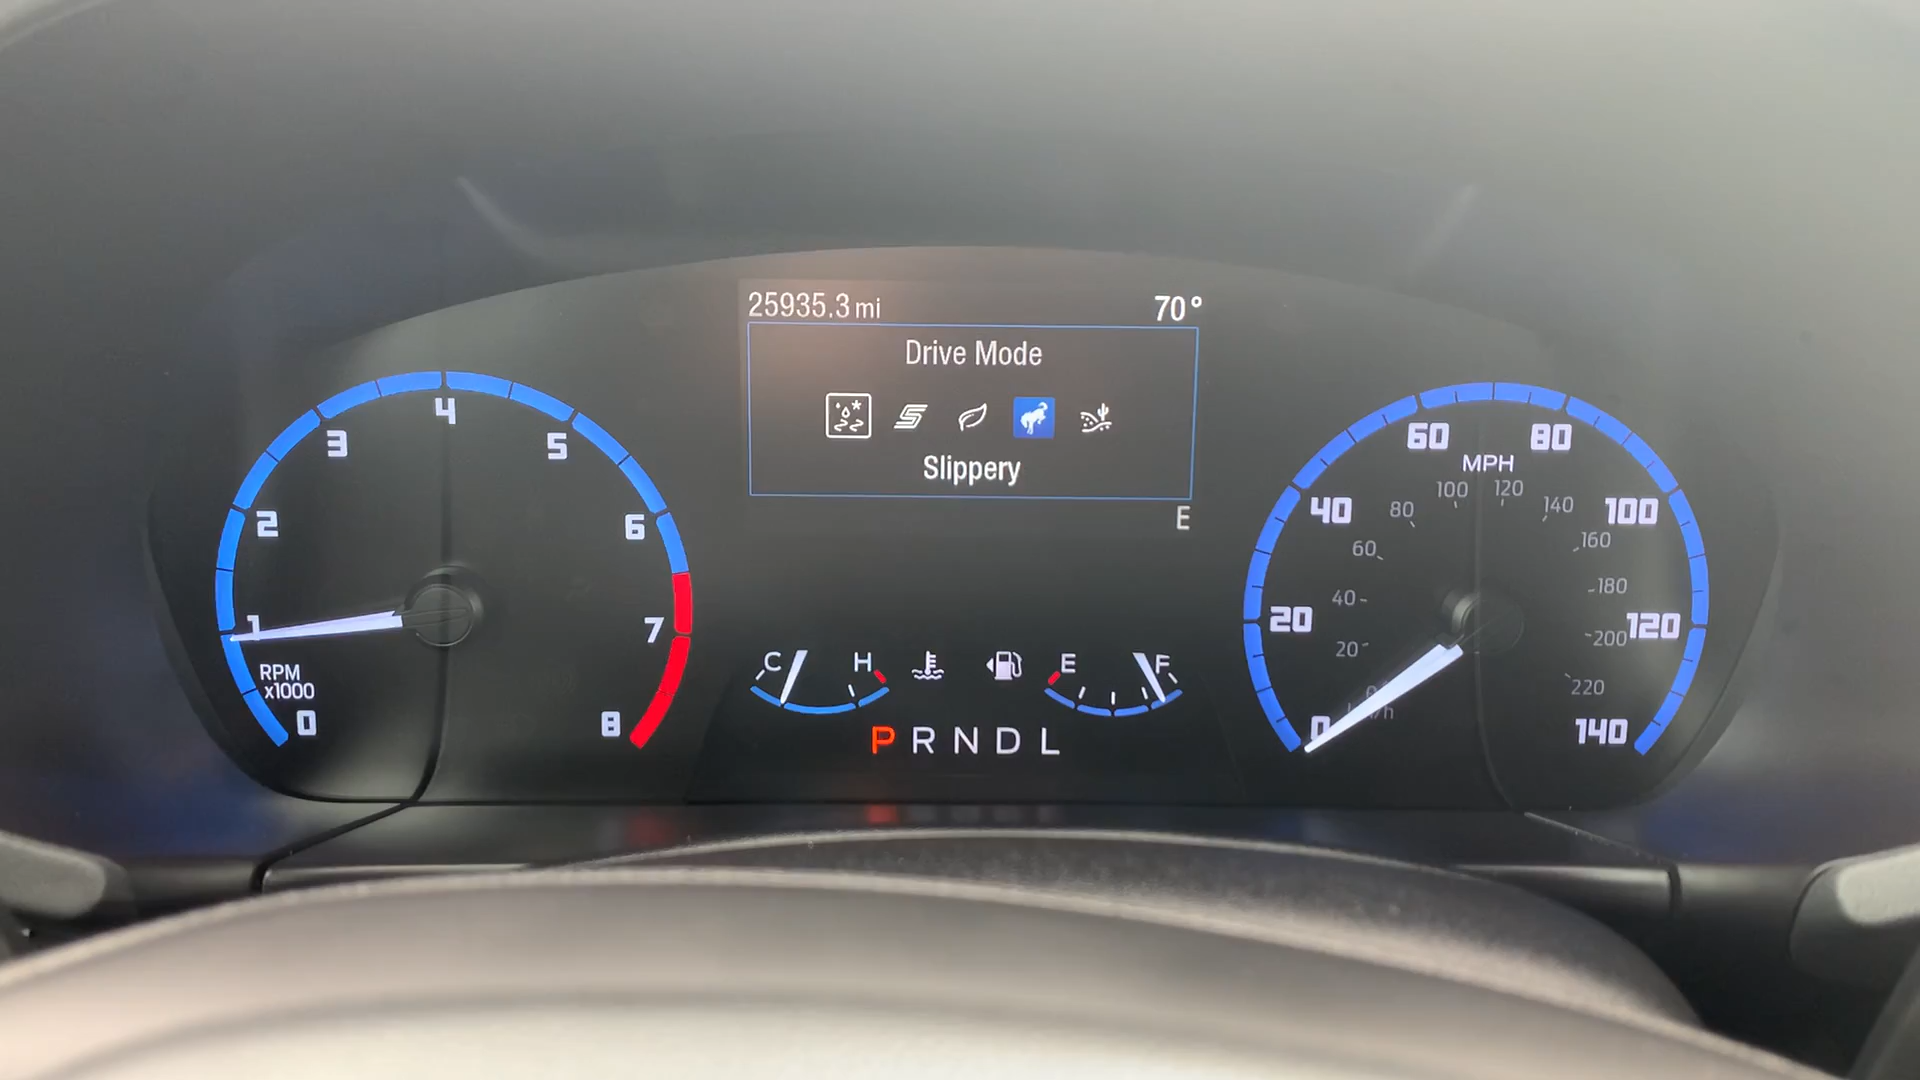 25935.3 mi 70°
Drive Mode
Slippery
E
0 1 2 3 4 5 6 7 8
RPM
x1000
C H
E F
P R N D L
0 20 40 60 80 100 120 140
MPH
20 40 60 80 100 120 140 160 180 200 220